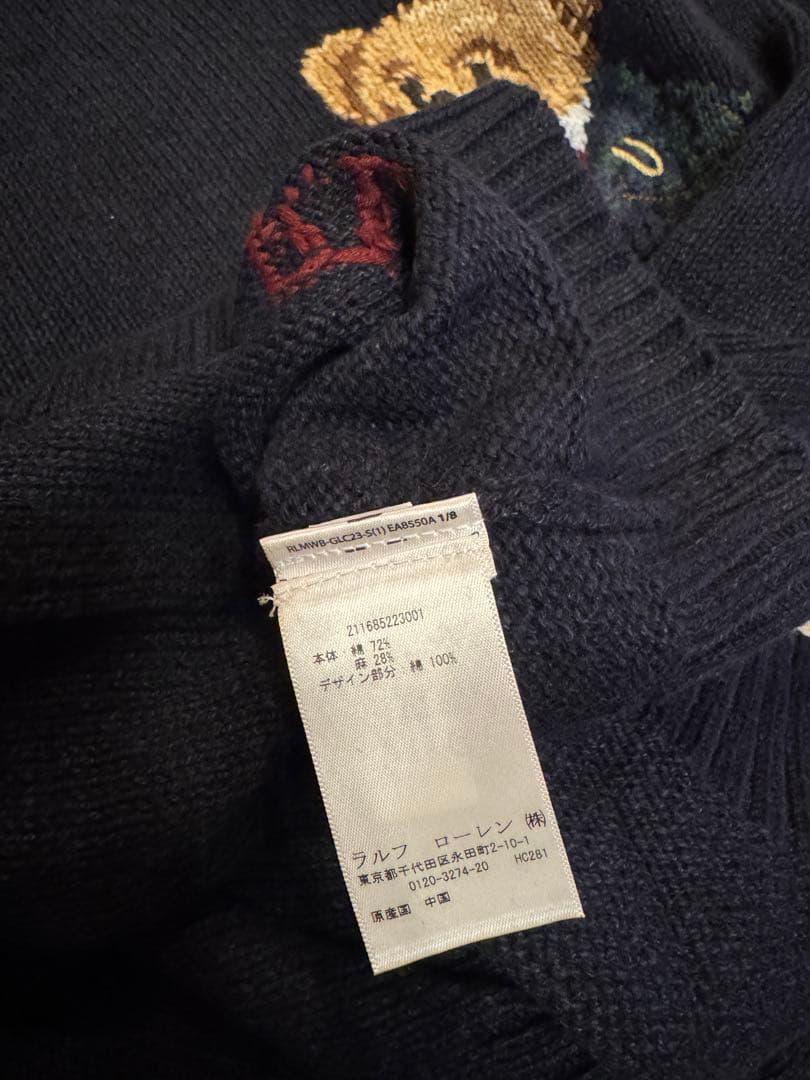 RLMWB-GLC23-S(1) EA8550A 1/8
211685223001
本体 綿 72%
麻 28%
デザイン部分 綿 100%
ラルフ ローレン ㈱
東京都千代田区永田町2-10-1
0120-3274-20 HC281
原産国 中国